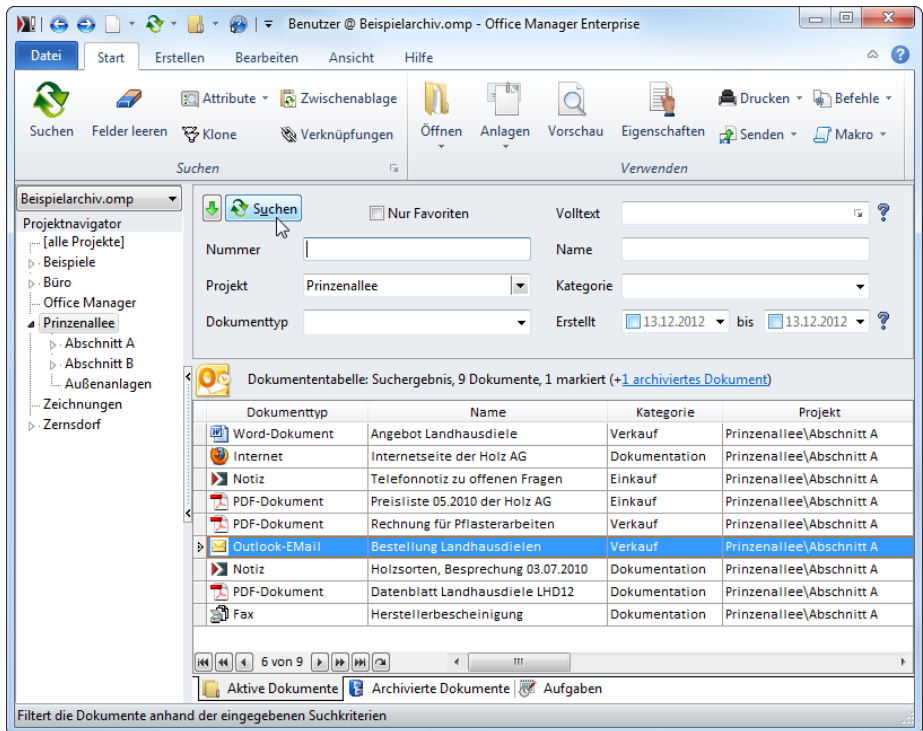 Benutzer @ Beispielarchiv.omp - Office Manager Enterprise
Datei Start Erstellen Bearbeiten Ansicht Hilfe
Suchen Felder leeren Attribute Zwischenablage Klone Verknüpfungen Öffnen Anlagen Vorschau Eigenschaften Drucken Befehle Senden Makro
Suchen Verwenden
Beispielarchiv.omp
Projektnavigator
[alle Projekte]
Beispiele
Büro
Office Manager
Prinzenallee
Abschnitt A
Abschnitt B
Außenanlagen
Zeichnungen
Zernsdorf
Suchen Nur Favoriten Volltext
Nummer Name
Projekt Prinzenallee Kategorie
Dokumenttyp Erstellt 13.12.2012 bis 13.12.2012
Dokumententabelle: Suchergebnis, 9 Dokumente, 1 markiert (+1 archiviertes Dokument)
Dokumenttyp Name Kategorie Projekt
Word-Dokument Angebot Landhausdiele Verkauf Prinzenallee\Abschnitt A
Internet Internetseite der Holz AG Dokumentation Prinzenallee\Abschnitt A
Notiz Telefonnotiz zu offenen Fragen Einkauf Prinzenallee\Abschnitt A
PDF-Dokument Preisliste 05.2010 der Holz AG Einkauf Prinzenallee\Abschnitt A
PDF-Dokument Rechnung für Pflasterarbeiten Verkauf Prinzenallee\Abschnitt A
Outlook-EMail Bestellung Landhausdielen Verkauf Prinzenallee\Abschnitt A
Notiz Holzsorten, Besprechung 03.07.2010 Dokumentation Prinzenallee\Abschnitt A
PDF-Dokument Datenblatt Landhausdiele LHD12 Dokumentation Prinzenallee\Abschnitt A
Fax Herstellerbescheinigung Dokumentation Prinzenallee\Abschnitt A
6 von 9
Aktive Dokumente Archivierte Dokumente Aufgaben
Filtert die Dokumente anhand der eingegebenen Suchkriterien